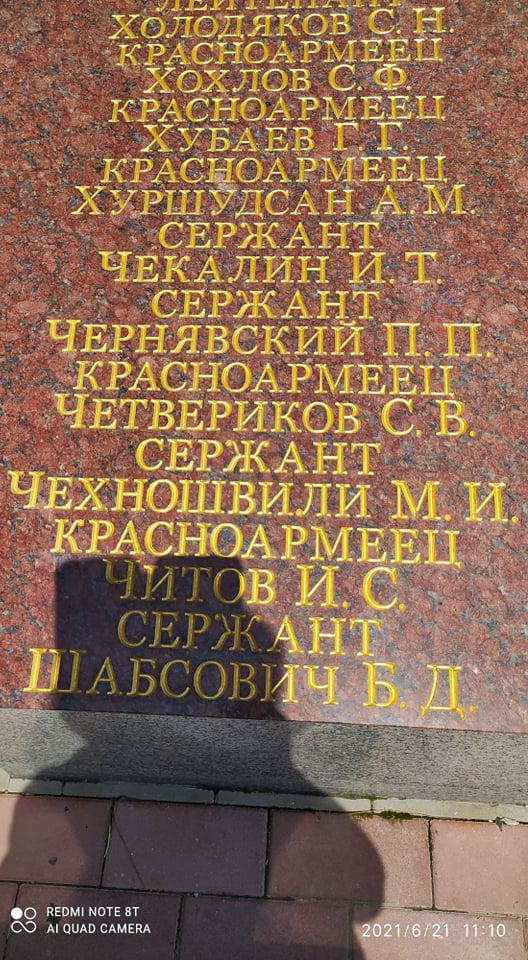 ЛЕЙТЕНАНТ
ХОЛОДЯКОВ С. Н.
КРАСНОАРМЕЕЦ
ХОХЛОВ С. Ф.
КРАСНОАРМЕЕЦ
ХУБАЕВ Г. Г.
КРАСНОАРМЕЕЦ
ХУРШУДСАН А. М.
СЕРЖАНТ
ЧЕКАЛИН И. Т.
СЕРЖАНТ
ЧЕРНЯВСКИЙ П. П.
КРАСНОАРМЕЕЦ
ЧЕТВЕРИКОВ С. В.
СЕРЖАНТ
ЧЕХНОШВИЛИ М. И.
КРАСНОАРМЕЕЦ
ЧИТОВ И. С.
СЕРЖАНТ
ШАБСОВИЧ Б. Д.
REDMI NOTE 8T
AI QUAD CAMERA
2021/6/21 11:10